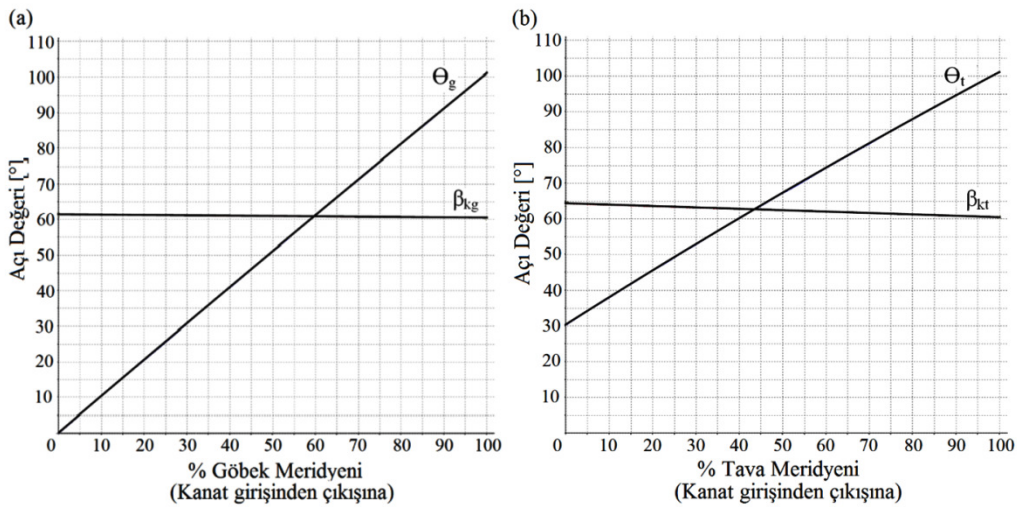 (a)
110
100
90
80
70
60
50
40
30
20
10
Açı Değeri [°]
Ɵg
βkg
0 10 20 30 40 50 60 70 80 90 100
% Göbek Meridyeni
(Kanat girişinden çıkışına)
(b)
110
100
90
80
70
60
50
40
30
20
10
Açı Değeri [°]
Ɵt
βkt
0 10 20 30 40 50 60 70 80 90 100
% Tava Meridyeni
(Kanat girişinden çıkışına)